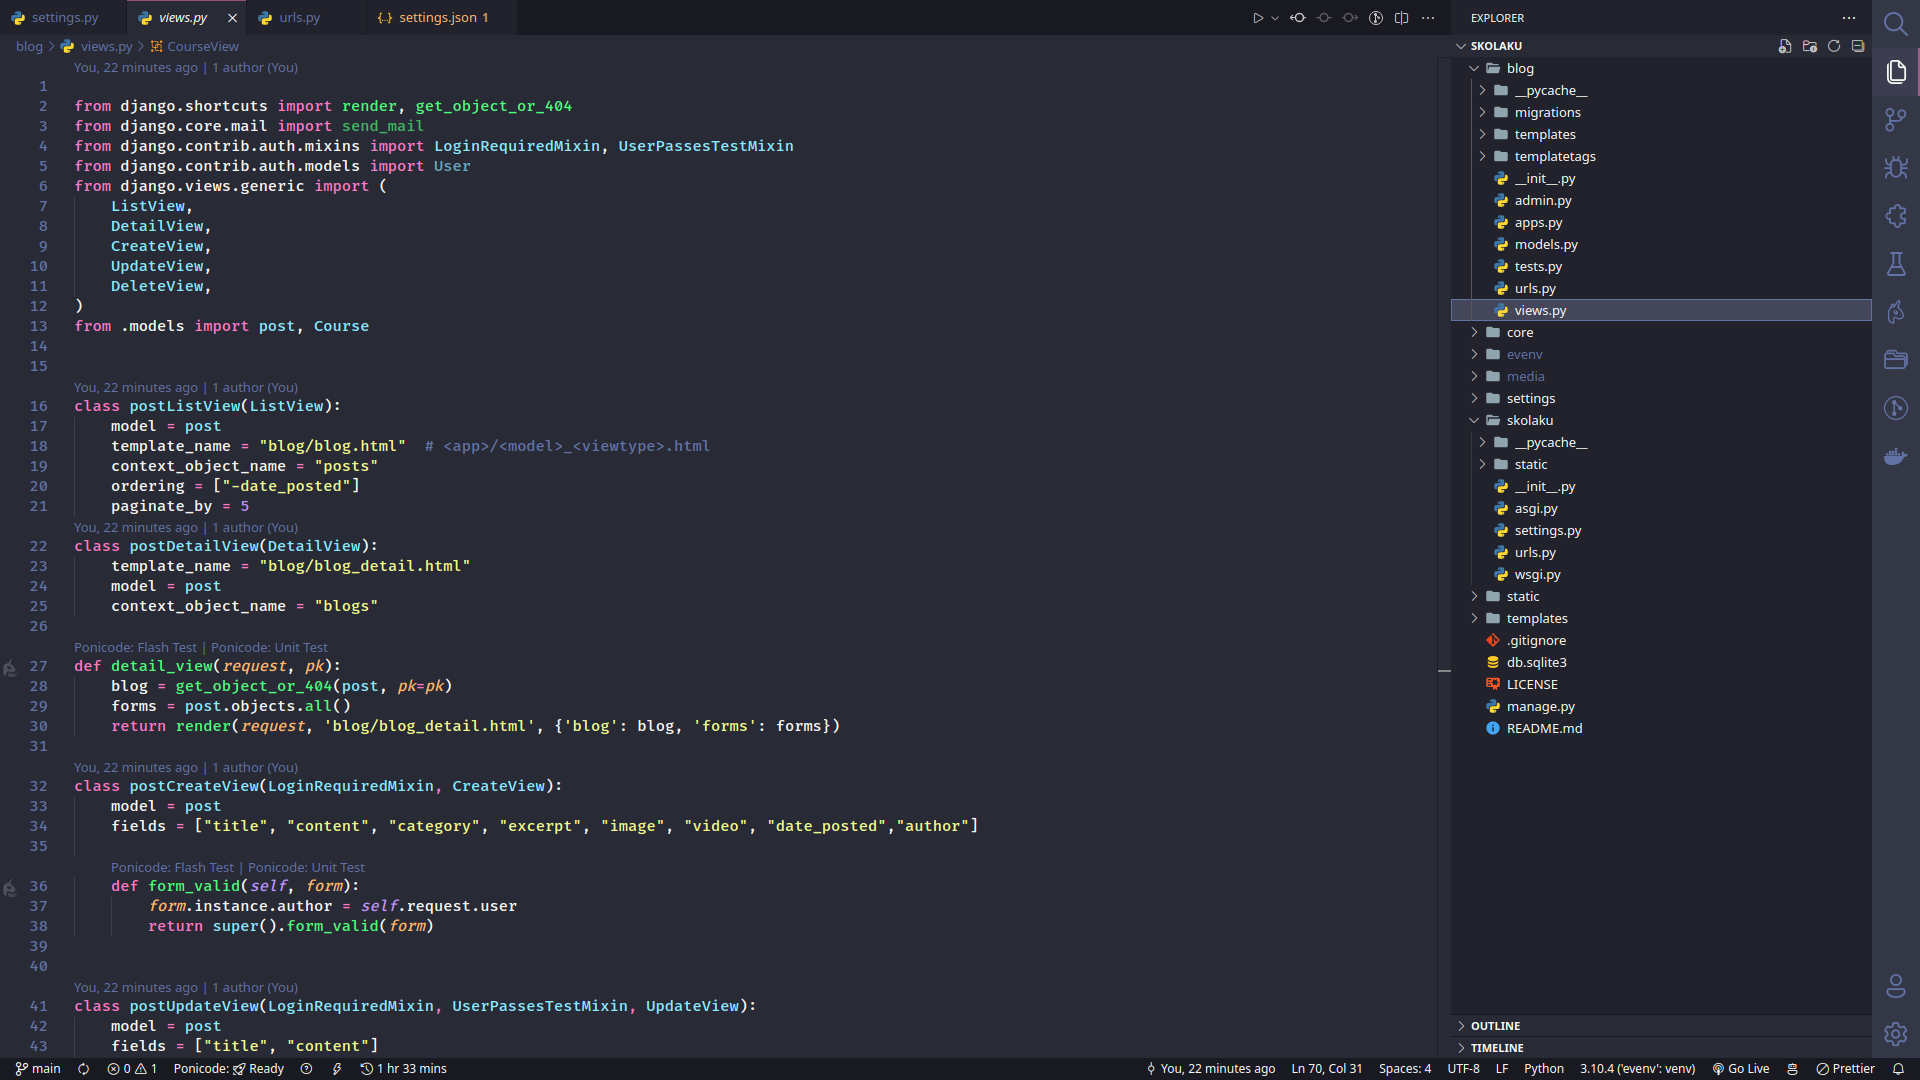 settings.py views.py urls.py settings.json 1
blog views.py CourseView
You, 22 minutes ago | 1 author (You)
1
2 from django.shortcuts import render, get_object_or_404
3 from django.core.mail import send_mail
4 from django.contrib.auth.mixins import LoginRequiredMixin, UserPassesTestMixin
5 from django.contrib.auth.models import User
6 from django.views.generic import (
7 ListView,
8 DetailView,
9 CreateView,
10 UpdateView,
11 DeleteView,
12 )
13 from .models import post, Course
14
15
You, 22 minutes ago | 1 author (You)
16 class postListView(ListView):
17 model = post
18 template_name = "blog/blog.html"  # <app>/<model>_<viewtype>.html
19 context_object_name = "posts"
20 ordering = ["-date_posted"]
21 paginate_by = 5
You, 22 minutes ago | 1 author (You)
22 class postDetailView(DetailView):
23 template_name = "blog/blog_detail.html"
24 model = post
25 context_object_name = "blogs"
26
Ponicode: Flash Test | Ponicode: Unit Test
27 def detail_view(request, pk):
28 blog = get_object_or_404(post, pk=pk)
29 forms = post.objects.all()
30 return render(request, 'blog/blog_detail.html', {'blog': blog, 'forms': forms})
31
You, 22 minutes ago | 1 author (You)
32 class postCreateView(LoginRequiredMixin, CreateView):
33 model = post
34 fields = ["title", "content", "category", "excerpt", "image", "video", "date_posted","author"]
35
Ponicode: Flash Test | Ponicode: Unit Test
36 def form_valid(self, form):
37 form.instance.author = self.request.user
38 return super().form_valid(form)
39
40
You, 22 minutes ago | 1 author (You)
41 class postUpdateView(LoginRequiredMixin, UserPassesTestMixin, UpdateView):
42 model = post
43 fields = ["title", "content"]
EXPLORER
SKOLAKU
blog
__pycache__
migrations
templates
templatetags
__init__.py
admin.py
apps.py
models.py
tests.py
urls.py
views.py
core
evenv
media
settings
skolaku
__pycache__
static
__init__.py
asgi.py
settings.py
urls.py
wsgi.py
static
templates
.gitignore
db.sqlite3
LICENSE
manage.py
README.md
OUTLINE
TIMELINE
main 0 1 Ponicode: Ready 1 hr 33 mins You, 22 minutes ago Ln 70, Col 31 Spaces: 4 UTF-8 LF Python 3.10.4 ('evenv': venv) Go Live Prettier